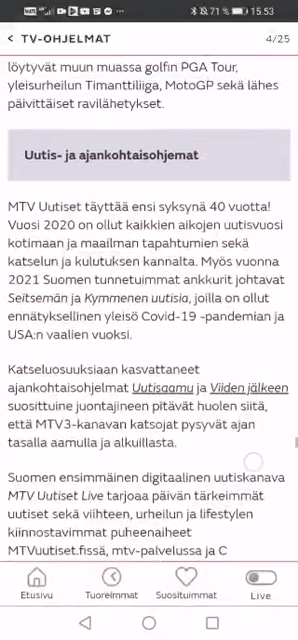 71 % 15.53
< TV-OHJELMAT 4/25
löytyvät muun muassa golfin PGA Tour,
yleisurheilun Timanttiliiga, MotoGP sekä lähes
päivittäiset ravilähetykset.
Uutis- ja ajankohtaisohjemat
MTV Uutiset täyttää ensi syksynä 40 vuotta!
Vuosi 2020 on ollut kaikkien aikojen uutisvuosi
kotimaan ja maailman tapahtumien sekä
katselun ja kulutuksen kannalta. Myös vuonna
2021 Suomen tunnetuimmat ankkurit johtavat
Seitsemän ja Kymmenen uutisia, joilla on ollut
ennätyksellinen yleisö Covid-19 -pandemian ja
USA:n vaalien vuoksi.
Katseluosuuksiaan kasvattaneet
ajankohtaisohjelmat Uutisaamu ja Viiden jälkeen
suosittuine juontajineen pitävät huolen siitä,
että MTV3-kanavan katsojat pysyvät ajan
tasalla aamulla ja alkuillasta.
Suomen ensimmäinen digitaalinen uutiskanava
MTV Uutiset Live tarjoaa päivän tärkeimmät
uutiset sekä viihteen, urheilun ja lifestylen
kiinnostavimmat puheenaiheet
MTVuutiset.fissä, mtv-palvelussa ja C
Etusivu Tuoreimmat Suosituimmat Live